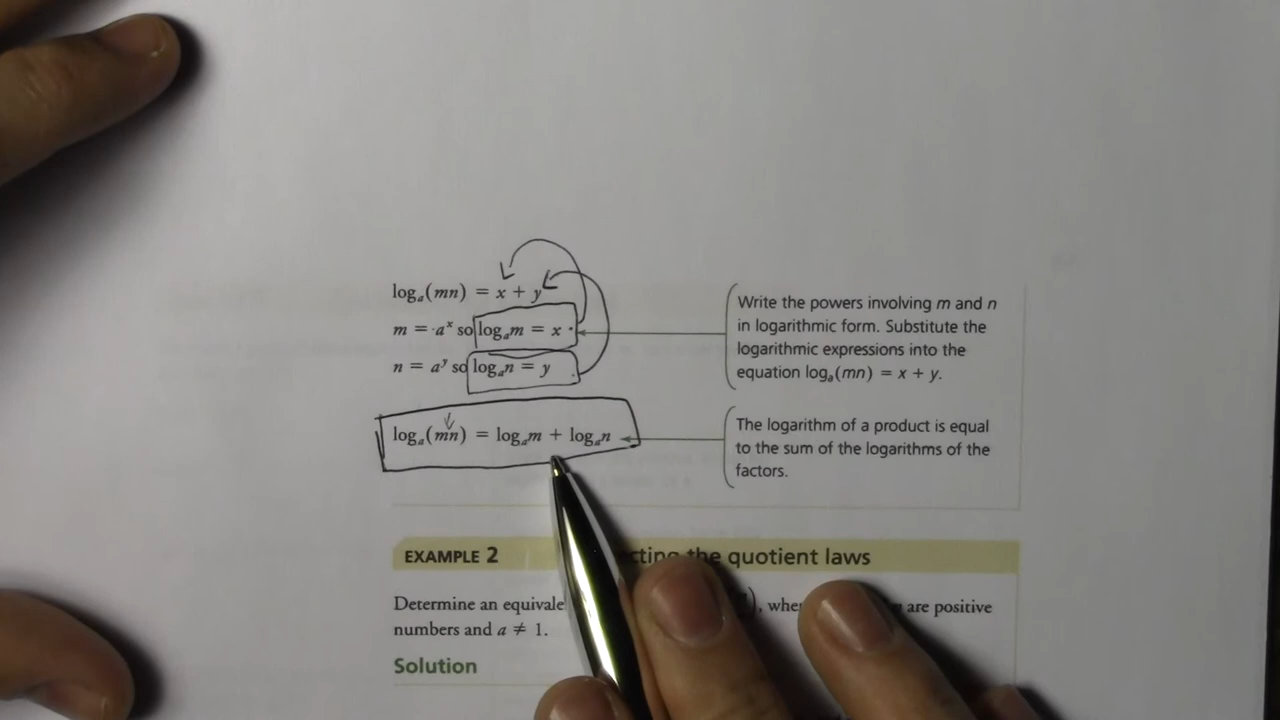 logₐ(mn) = x + y
m = aˣ so logₐm = x
n = aʸ so logₐn = y
Write the powers involving m and n
in logarithmic form. Substitute the
logarithmic expressions into the
equation logₐ(mn) = x + y.
logₐ(mn) = logₐm + logₐn
The logarithm of a product is equal
to the sum of the logarithms of the
factors.
EXAMPLE 2 the quotient laws
Determine an are positive
numbers and a ≠ 1.
Solution